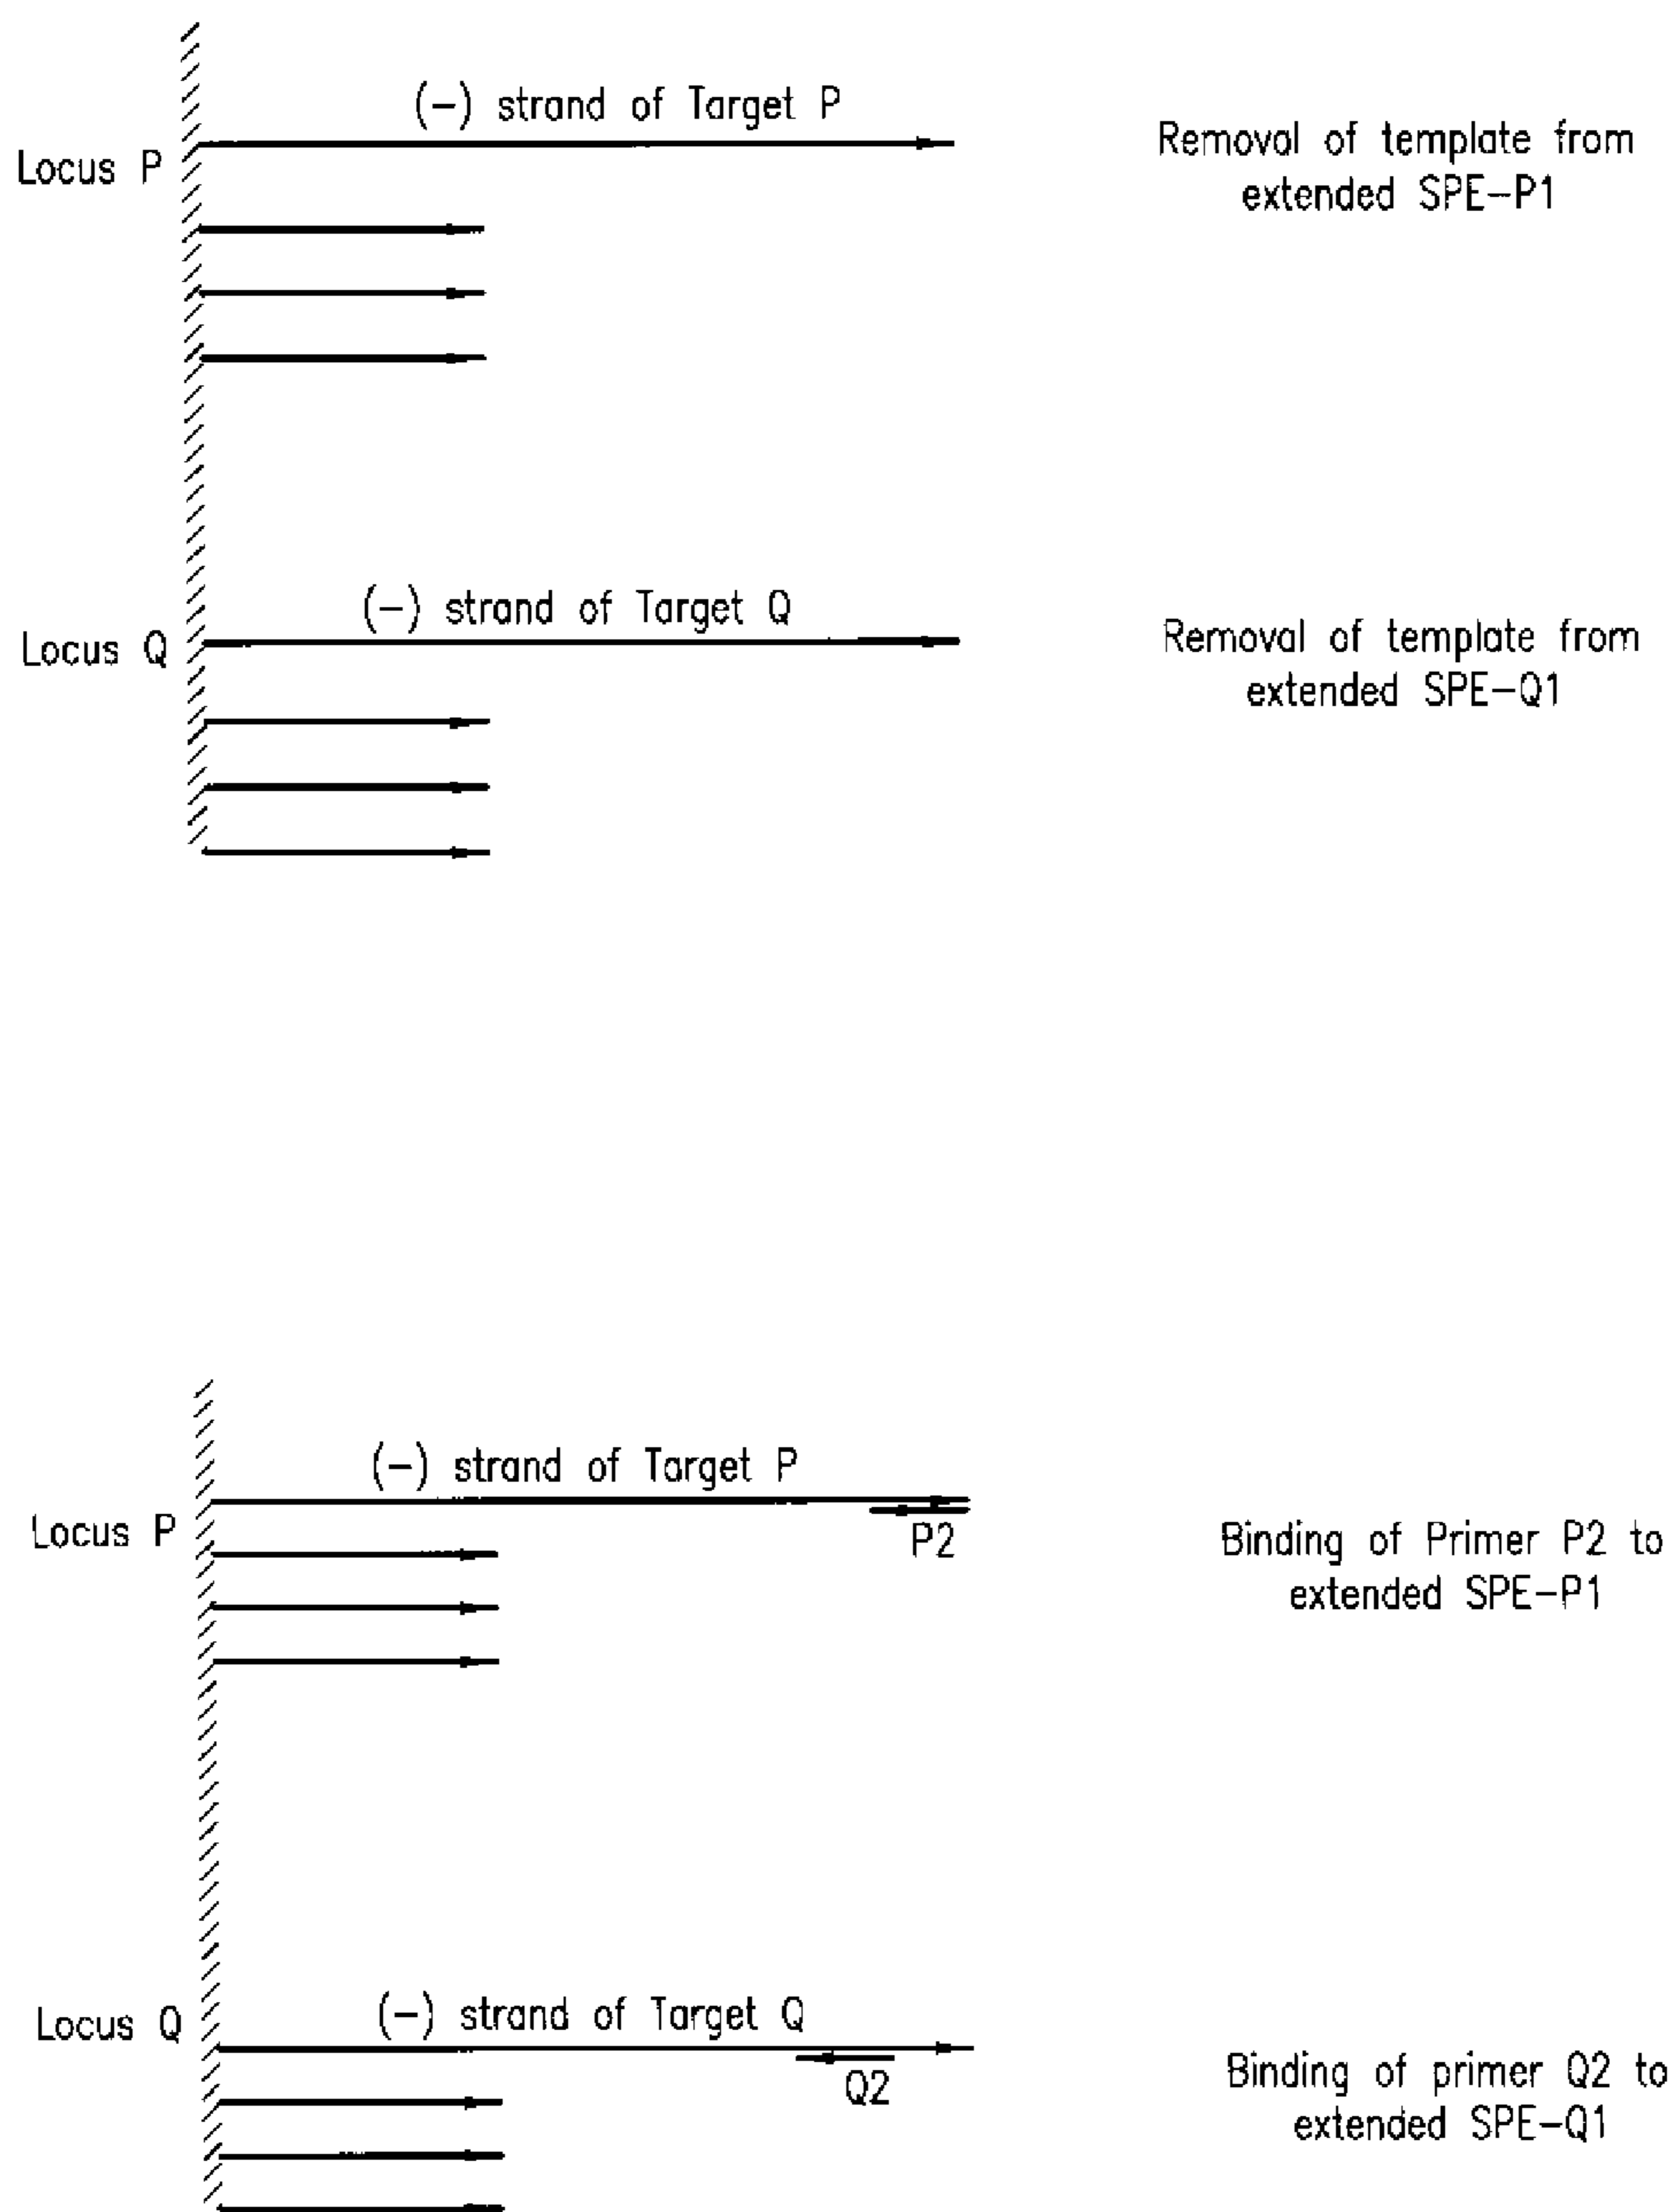 (-) strand of Target P
Locus P
Removal of template from
extended SPE-P1
(-) strand of Target Q
Locus Q
Removal of template from
extended SPE-Q1
(-) strand of Target P
Locus P
P2
Binding of Primer P2 to
extended SPE-P1
(-) strand of Target Q
Locus Q
Q2
Binding of primer Q2 to
extended SPE-Q1